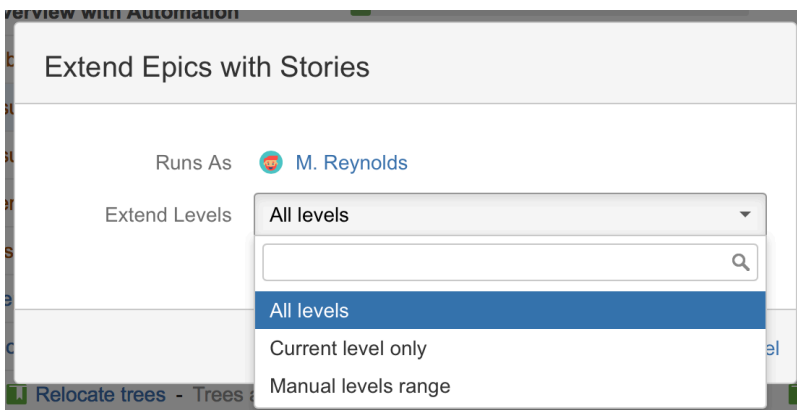 verview with Automation
Extend Epics with Stories
Runs As M. Reynolds
Extend Levels All levels
All levels
Current level only
Manual levels range
Relocate trees - Trees